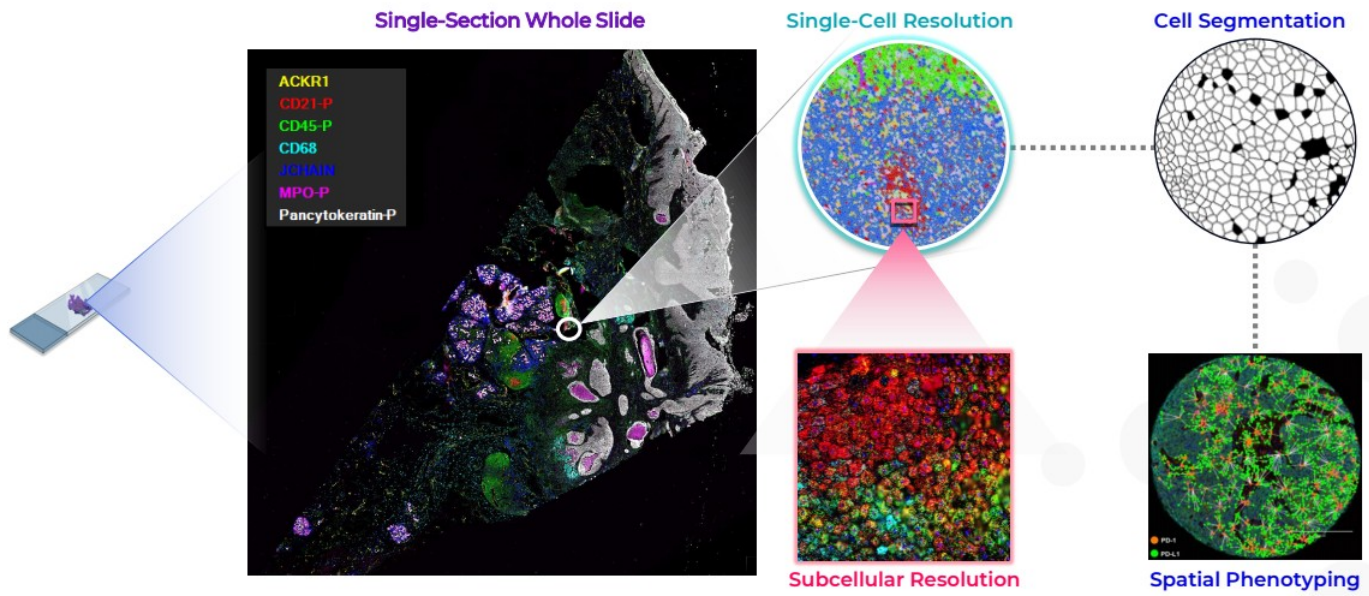 Single-Section Whole Slide
Single-Cell Resolution
Cell Segmentation
ACKR1
CD21-P
CD45-P
CD68
JCHAIN
MPO-P
Pancytokeratin-P
PD-1
PD-L1
Subcellular Resolution
Spatial Phenotyping